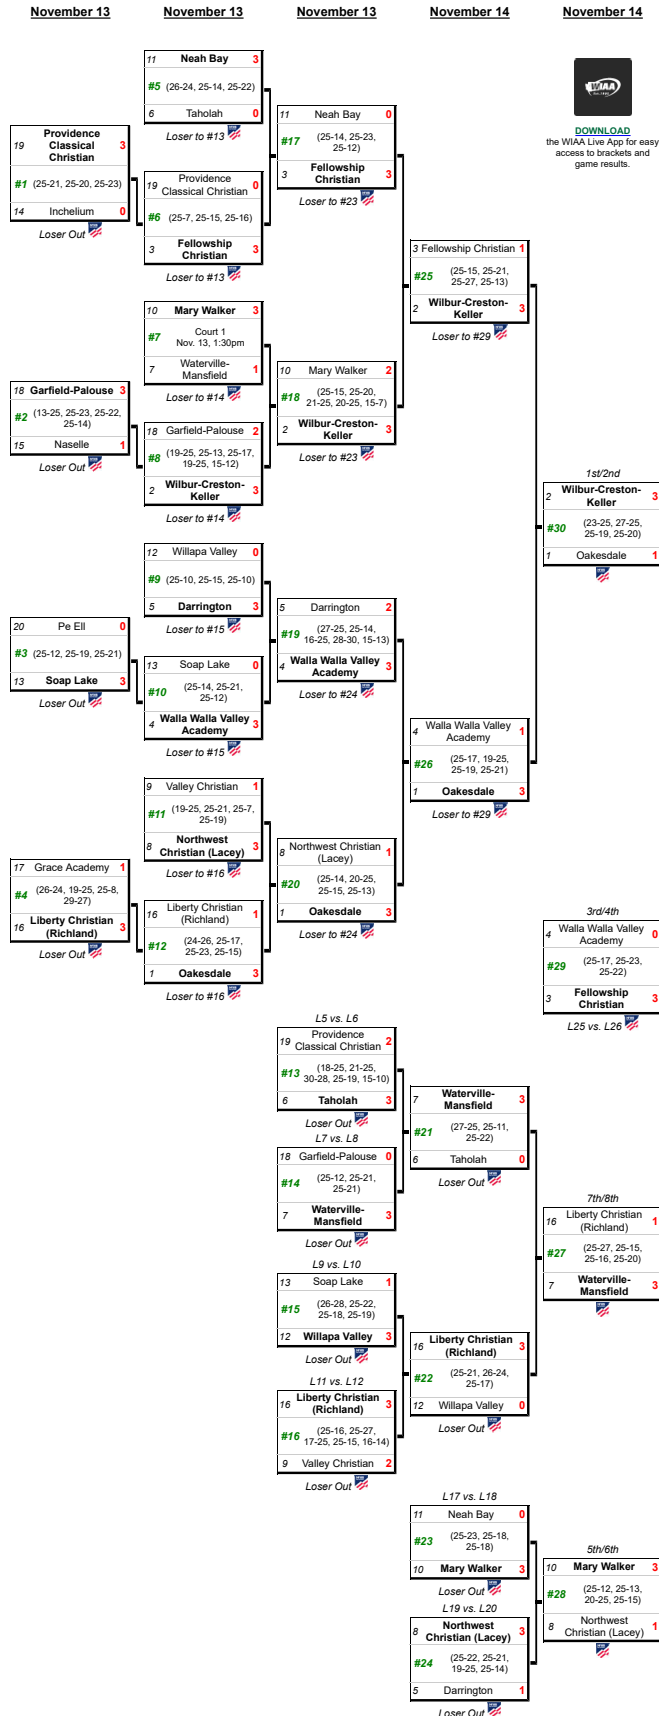 November 13
November 13
November 13
November 14
November 14
WIAA
DOWNLOAD
the WIAA Live App for easy
access to brackets and
game results.
19 Providence Classical Christian 3
#1 (25-21, 25-20, 25-23)
14 Inchelium 0
Loser Out
18 Garfield-Palouse 3
#2 (13-25, 25-23, 25-22,
25-14)
15 Naselle 1
Loser Out
20 Pe Ell 0
#3 (25-12, 25-19, 25-21)
13 Soap Lake 3
Loser Out
17 Grace Academy 1
#4 (26-24, 19-25, 25-8,
29-27)
16 Liberty Christian
(Richland) 3
Loser Out
11 Neah Bay 3
#5 (26-24, 25-14, 25-22)
6 Taholah 0
Loser to #13
19 Providence
Classical Christian 0
#6 (25-7, 25-15, 25-16)
3 Fellowship
Christian 3
Loser to #13
10 Mary Walker 3
#7 Court 1
Nov. 13, 1:30pm
7 Waterville-
Mansfield 1
Loser to #14
18 Garfield-Palouse 2
#8 (19-25, 25-13, 25-17,
19-25, 15-12)
2 Wilbur-Creston-
Keller 3
Loser to #14
12 Willapa Valley 0
#9 (25-10, 25-15, 25-10)
5 Darrington 3
Loser to #15
13 Soap Lake 0
#10 (25-14, 25-21,
25-12)
4 Walla Walla Valley
Academy 3
Loser to #15
9 Valley Christian 1
#11 (19-25, 25-21, 25-7,
25-19)
8 Northwest
Christian (Lacey) 3
Loser to #16
16 Liberty Christian
(Richland) 1
#12 (24-26, 25-17,
25-23, 25-15)
1 Oakesdale 3
Loser to #16
11 Neah Bay 0
#17 (25-14, 25-23,
25-12)
3 Fellowship
Christian 3
Loser to #23
10 Mary Walker 2
#18 (25-15, 25-20,
21-25, 20-25, 15-7)
2 Wilbur-Creston-
Keller 3
Loser to #23
5 Darrington 2
#19 (27-25, 25-14,
16-25, 28-30, 15-13)
4 Walla Walla Valley
Academy 3
Loser to #24
8 Northwest Christian
(Lacey) 1
#20 (25-14, 20-25,
25-15, 25-13)
1 Oakesdale 3
Loser to #24
3 Fellowship Christian 1
#25 (25-15, 25-21,
25-27, 25-13)
2 Wilbur-Creston-
Keller 3
Loser to #29
4 Walla Walla Valley
Academy 1
#26 (25-17, 19-25,
25-19, 25-21)
1 Oakesdale 3
Loser to #29
1st/2nd
2 Wilbur-Creston-
Keller 3
#30 (23-25, 27-25,
25-19, 25-20)
1 Oakesdale 1
3rd/4th
4 Walla Walla Valley
Academy 0
#29 (25-17, 25-23,
25-22)
3 Fellowship
Christian 3
L25 vs. L26
L5 vs. L6
19 Providence
Classical Christian 2
#13 (18-25, 21-25,
30-28, 25-19, 15-10)
6 Taholah 3
Loser Out
L7 vs. L8
18 Garfield-Palouse 0
#14 (25-12, 25-21,
25-21)
7 Waterville-
Mansfield 3
Loser Out
L9 vs. L10
13 Soap Lake 1
#15 (26-28, 25-22,
25-18, 25-19)
12 Willapa Valley 3
Loser Out
L11 vs. L12
16 Liberty Christian
(Richland) 3
#16 (25-16, 25-27,
17-25, 25-15, 16-14)
9 Valley Christian 2
Loser Out
7 Waterville-
Mansfield 3
#21 (27-25, 25-11,
25-22)
6 Taholah 0
Loser Out
16 Liberty Christian
(Richland) 3
#22 (25-21, 26-24,
25-17)
12 Willapa Valley 0
Loser Out
7th/8th
16 Liberty Christian
(Richland) 1
#27 (25-27, 25-15,
25-16, 25-20)
7 Waterville-
Mansfield 3
L17 vs. L18
11 Neah Bay 0
#23 (25-23, 25-18,
25-18)
10 Mary Walker 3
Loser Out
L19 vs. L20
8 Northwest
Christian (Lacey) 3
#24 (25-22, 25-21,
19-25, 25-14)
5 Darrington 1
Loser Out
5th/6th
10 Mary Walker 3
#28 (25-12, 25-13,
20-25, 25-15)
8 Northwest
Christian (Lacey) 1